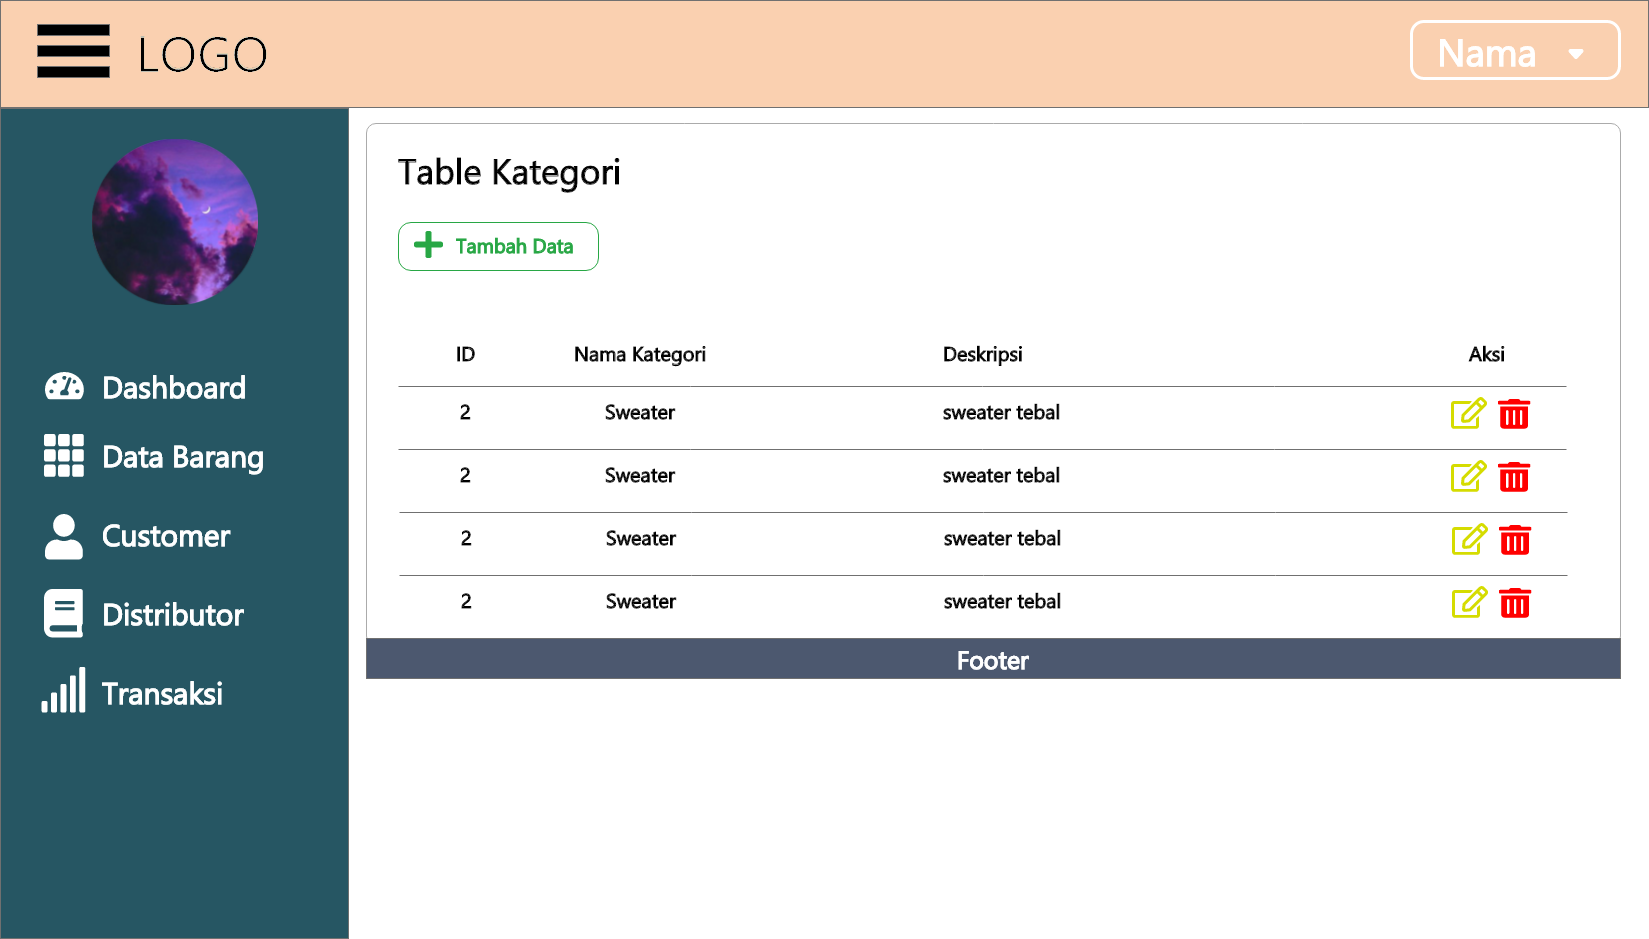 LOGO
Nama
Dashboard
Data Barang
Customer
Distributor
Transaksi
Table Kategori
Tambah Data
ID Nama Kategori Deskripsi Aksi
2 Sweater sweater tebal
2 Sweater sweater tebal
2 Sweater sweater tebal
2 Sweater sweater tebal
Footer